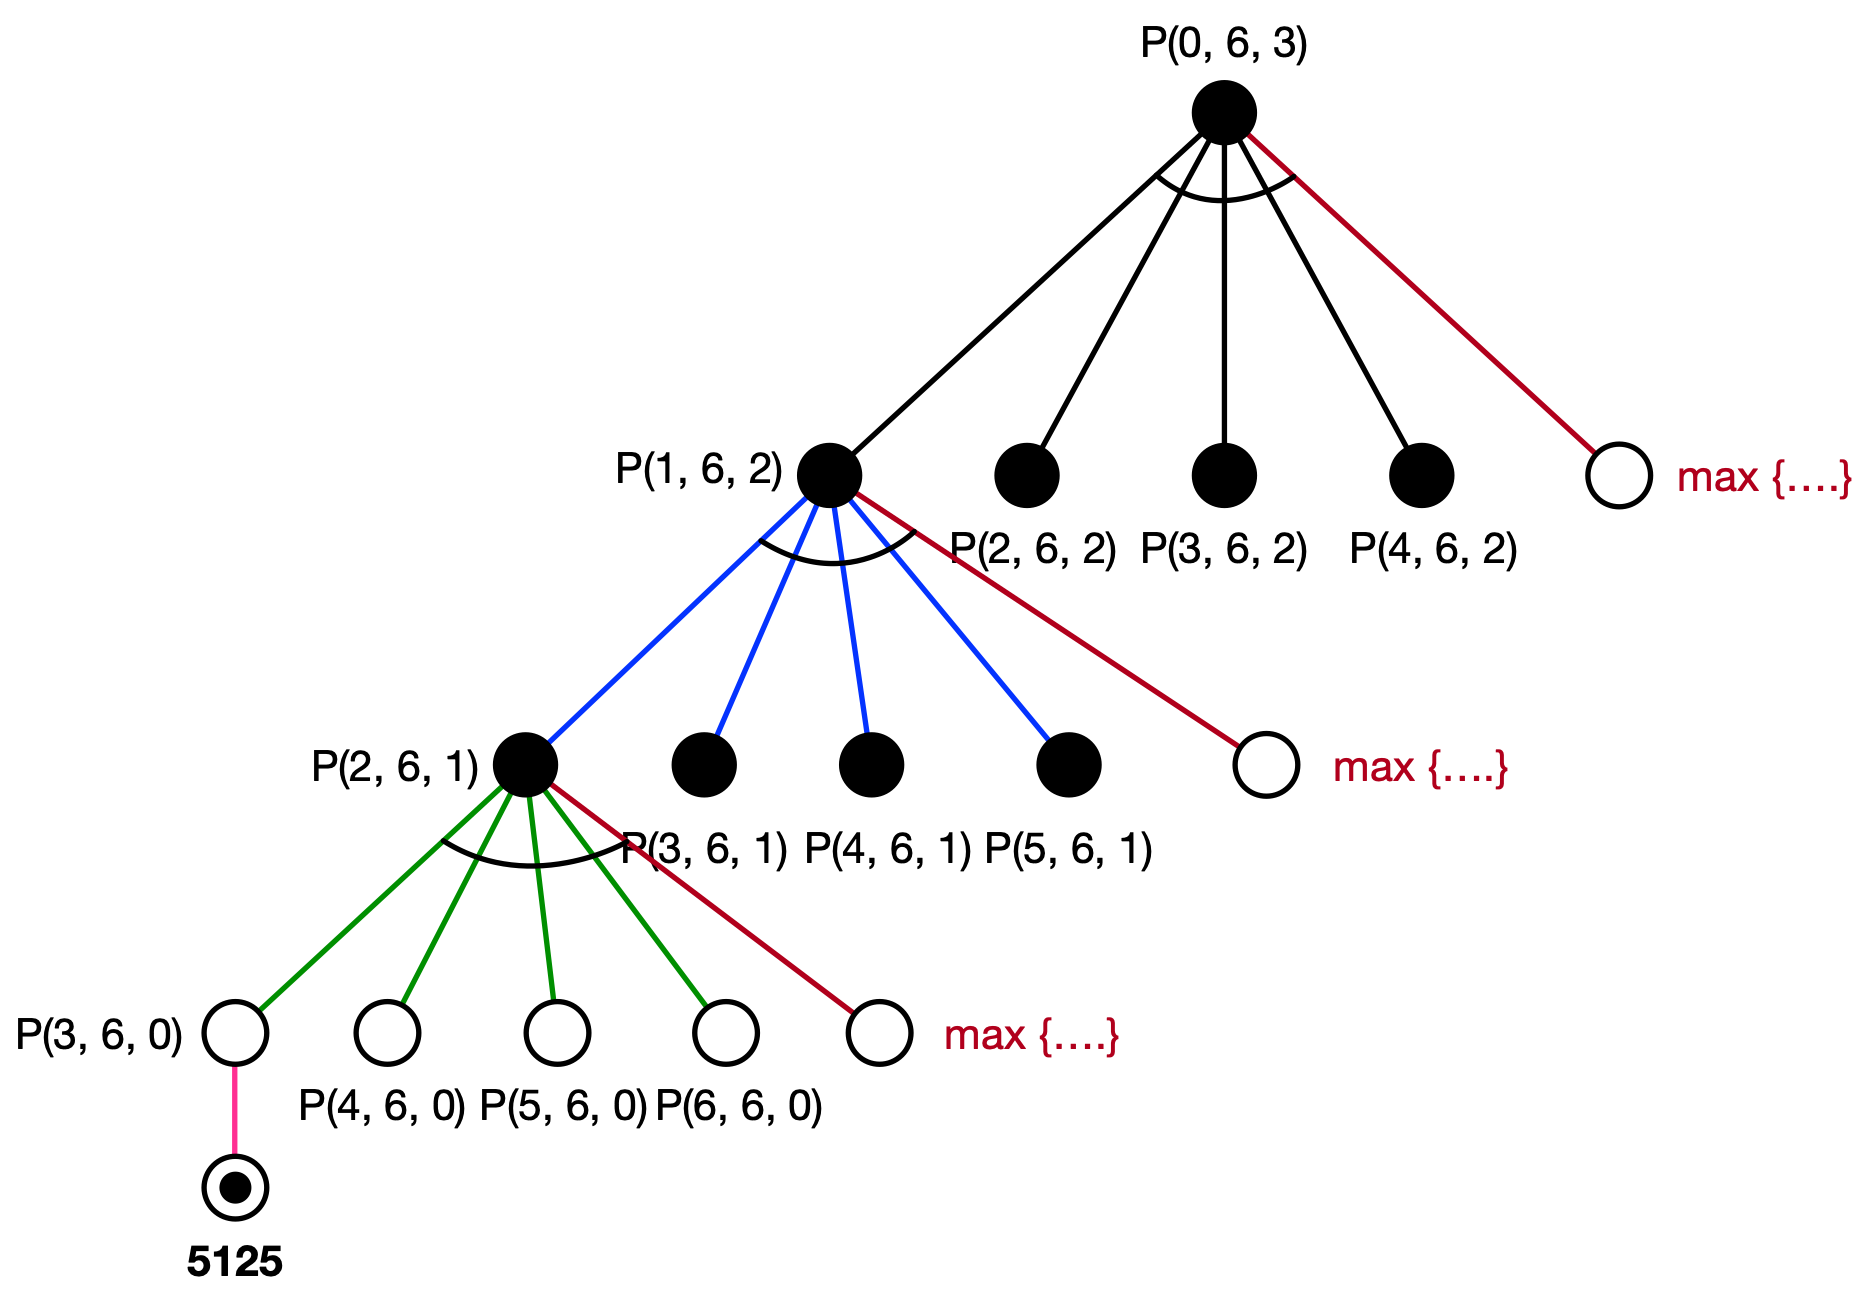 P(0, 6, 3)
P(1, 6, 2)
max {....}
P(2, 6, 2) P(3, 6, 2) P(4, 6, 2)
P(2, 6, 1)
max {....}
P(3, 6, 1) P(4, 6, 1) P(5, 6, 1)
P(3, 6, 0)
max {....}
P(4, 6, 0) P(5, 6, 0) P(6, 6, 0)
5125